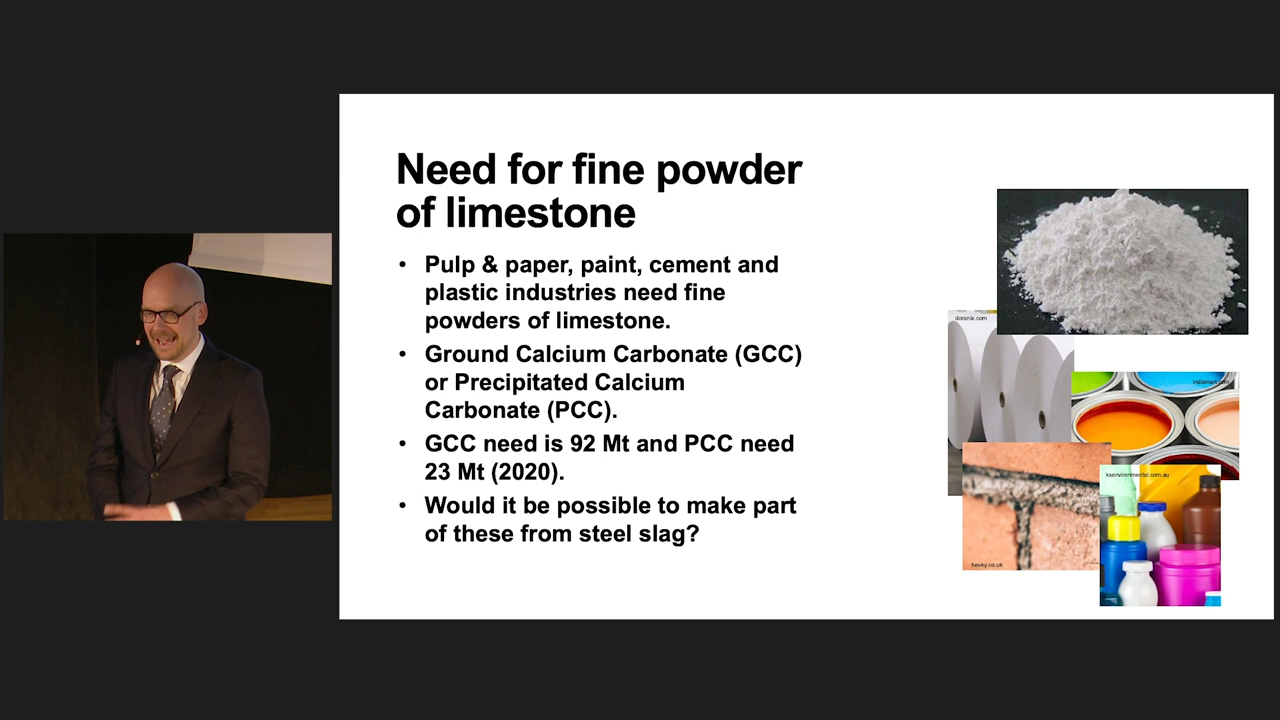 Need for fine powder
of limestone
• Pulp & paper, paint, cement and
plastic industries need fine
powders of limestone.
• Ground Calcium Carbonate (GCC)
or Precipitated Calcium
Carbonate (PCC).
• GCC need is 92 Mt and PCC need
23 Mt (2020).
• Would it be possible to make part
of these from steel slag?
doranix.com
indiamart.com
ksenvironmental.com.au
hevey.co.uk